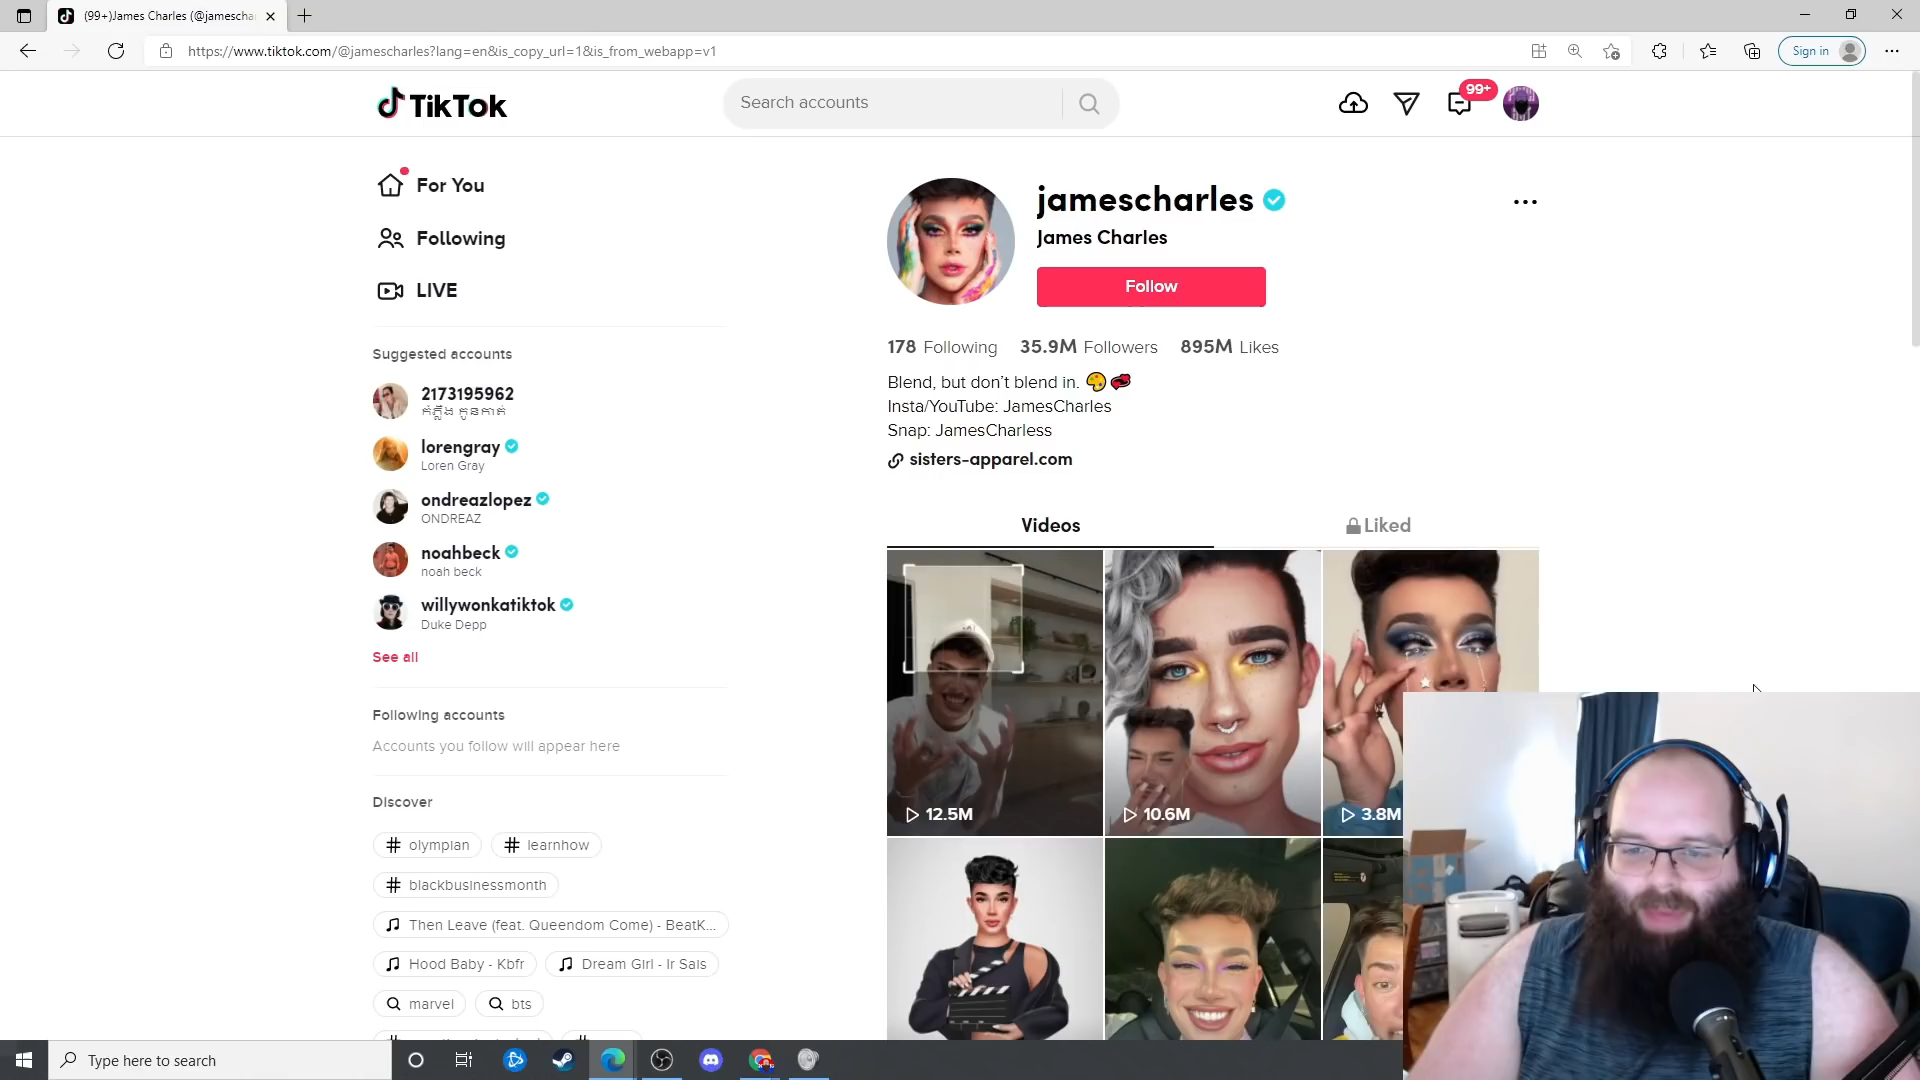 (99+)James Charles (@jamescha
https://www.tiktok.com/@jamescharles?lang=en&is_copy_url=1&is_from_webapp=v1
Sign in
TikTok
Search accounts
99+
For You
Following
LIVE
Suggested accounts
2173195962
lorengray
Loren Gray
ondreazlopez
ONDREAZ
noahbeck
noah beck
willywonkatiktok
Duke Depp
See all
Following accounts
Accounts you follow will appear here
Discover
# olympian
# learnhow
# blackbusinessmonth
Then Leave (feat. Queendom Come) - BeatK...
Hood Baby - Kbfr
Dream Girl - Ir Sais
marvel
bts
jamescharles
James Charles
Follow
178 Following 35.9M Followers 895M Likes
Blend, but don’t blend in. 🎨💋
Insta/YouTube: JamesCharles
Snap: JamesCharless
sisters-apparel.com
Videos
Liked
12.5M
10.6M
3.8M
Type here to search